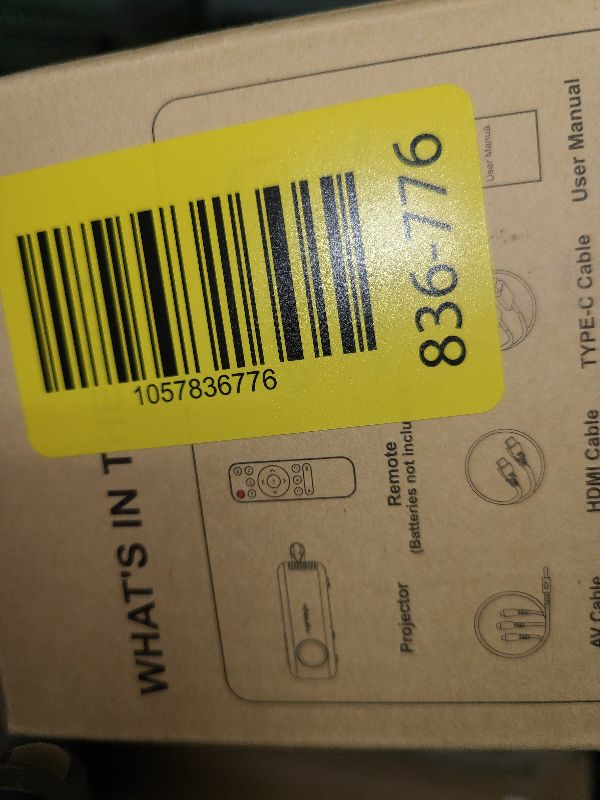 WHAT'S IN T
1057836776
836-776
Projector
Remote
(Batteries not inclu
User Manua
AV Cable
HDMI Cable
TYPE-C Cable
User Manual